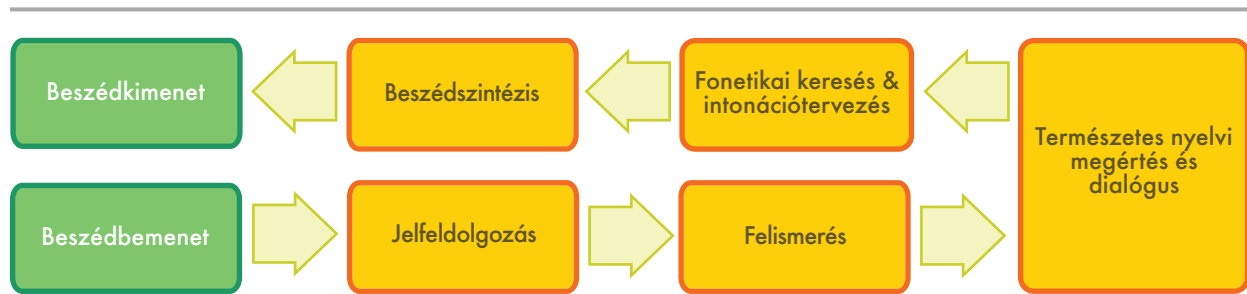 Beszédkimenet
Beszédszintézis
Fonetikai keresés &
intonációtervezés
Természetes nyelvi
megértés és
dialógus
Beszédbemenet
Jelfeldolgozás
Felismerés